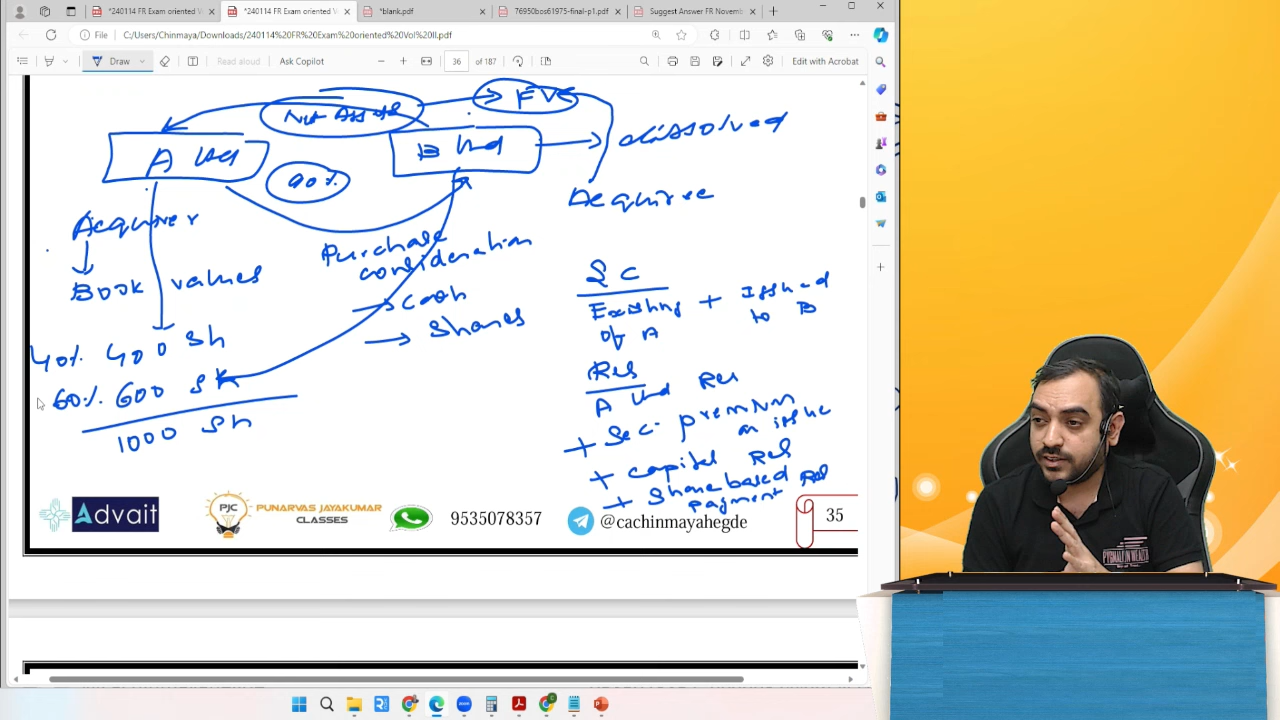 *240114 FR Exam oriented V
*240114 FR Exam oriented V
*blank.pdf
76950bos61975-final-p1.pdf
Suggest Answer FR Novemb
File
C:/Users/Chinmaya/Downloads/240114%20FR%20Exam%20oriented%20Vol%20II.pdf
Draw
Read aloud
Ask Copilot
36
of 187
Edit with Acrobat
Net Assets
FV
A Ltd
90%
B Ltd
dissolved
Acquirer
Acquiree
Purchase
consideration
Book values
→ Cash
→ Shares
SC
Existing + Issued
of A to B
40% 400 Sh
60% 600 Sh
1000 Sh
Res
A Ltd Res
+ Sec. premium
on issue
+ capital Res
+ Share based Res
payment
Advait
PJC
PUNARVAS JAYAKUMAR
CLASSES
9535078357
@cachinmayahegde
35
PYGMALION WEALTH